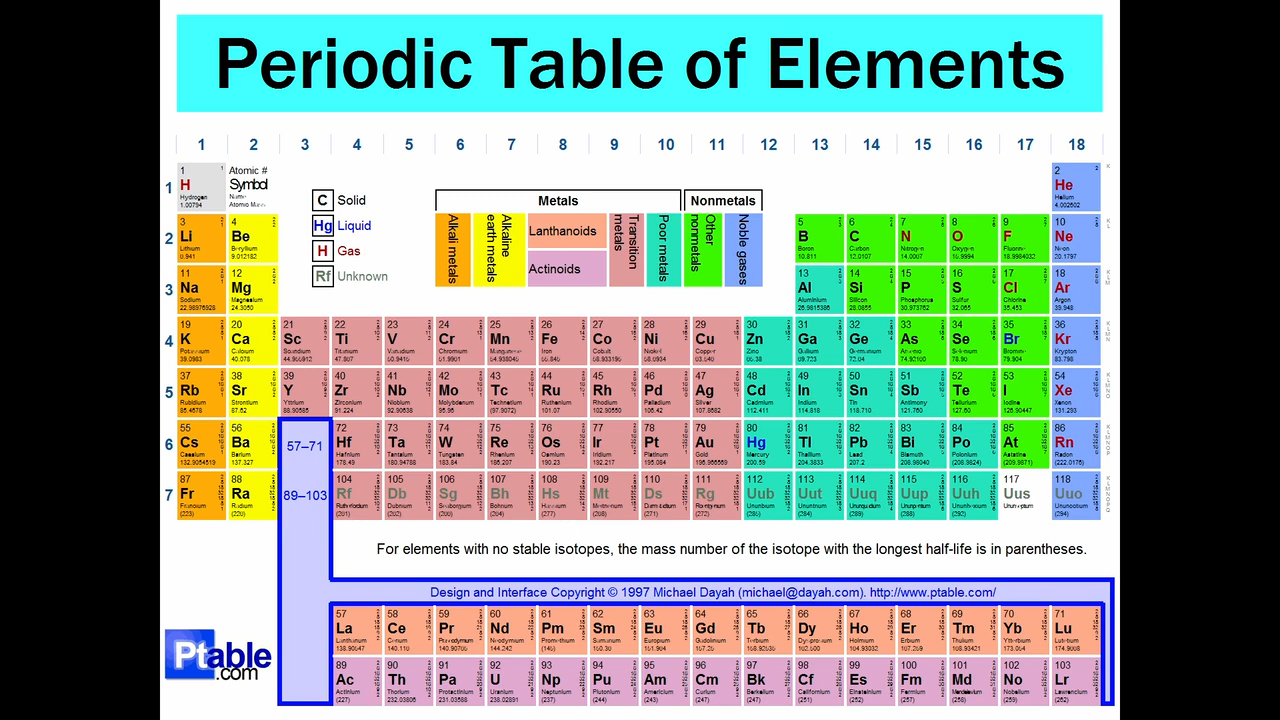 Periodic Table of Elements
1 2 3 4 5 6 7 8 9 10 11 12 13 14 15 16 17 18
1 H Hydrogen 1.00794
Atomic # Symbol Name Atomic Mass
C Solid
Hg Liquid
H Gas
Rf Unknown
Metals
Nonmetals
Alkali metals
Alkaline earth metals
Lanthanoids
Actinoids
Transition metals
Poor metals
Other nonmetals
Noble gases
2 He Helium 4.002602
1
2
3 Li Lithium 6.941
4 Be Beryllium 9.012182
5 B Boron 10.811
6 C Carbon 12.0107
7 N Nitrogen 14.0067
8 O Oxygen 15.9994
9 F Fluorine 18.9984032
10 Ne Neon 20.1797
3
11 Na Sodium 22.98976928
12 Mg Magnesium 24.3050
13 Al Aluminium 26.9815386
14 Si Silicon 28.0855
15 P Phosphorus 30.973762
16 S Sulfur 32.065
17 Cl Chlorine 35.453
18 Ar Argon 39.948
4
19 K Potassium 39.0983
20 Ca Calcium 40.078
21 Sc Scandium 44.955912
22 Ti Titanium 47.867
23 V Vanadium 50.9415
24 Cr Chromium 51.9961
25 Mn Manganese 54.938045
26 Fe Iron 55.845
27 Co Cobalt 58.933195
28 Ni Nickel 58.6934
29 Cu Copper 63.546
30 Zn Zinc 65.38
31 Ga Gallium 69.723
32 Ge Germanium 72.64
33 As Arsenic 74.92160
34 Se Selenium 78.96
35 Br Bromine 79.904
36 Kr Krypton 83.798
5
37 Rb Rubidium 85.4678
38 Sr Strontium 87.62
39 Y Yttrium 88.90585
40 Zr Zirconium 91.224
41 Nb Niobium 92.90638
42 Mo Molybdenum 95.96
43 Tc Technetium (97.9072)
44 Ru Ruthenium 101.07
45 Rh Rhodium 102.90550
46 Pd Palladium 106.42
47 Ag Silver 107.8682
48 Cd Cadmium 112.411
49 In Indium 114.818
50 Sn Tin 118.710
51 Sb Antimony 121.760
52 Te Tellurium 127.60
53 I Iodine 126.90447
54 Xe Xenon 131.293
6
55 Cs Caesium 132.9054519
56 Ba Barium 137.327
57–71
72 Hf Hafnium 178.49
73 Ta Tantalum 180.94788
74 W Tungsten 183.84
75 Re Rhenium 186.207
76 Os Osmium 190.23
77 Ir Iridium 192.217
78 Pt Platinum 195.084
79 Au Gold 196.966569
80 Hg Mercury 200.59
81 Tl Thallium 204.3833
82 Pb Lead 207.2
83 Bi Bismuth 208.98040
84 Po Polonium (208.9824)
85 At Astatine (209.9871)
86 Rn Radon (222.0176)
7
87 Fr Francium (223)
88 Ra Radium (226)
89–103
104 Rf Rutherfordium (261)
105 Db Dubnium (262)
106 Sg Seaborgium (266)
107 Bh Bohrium (264)
108 Hs Hassium (277)
109 Mt Meitnerium (268)
110 Ds Darmstadtium (271)
111 Rg Roentgenium (272)
112 Uub Ununbium (285)
113 Uut Ununtrium (284)
114 Uuq Ununquadium (289)
115 Uup Ununpentium (288)
116 Uuh Ununhexium (292)
117 Uus Ununseptium
118 Uuo Ununoctium (294)
For elements with no stable isotopes, the mass number of the isotope with the longest half-life is in parentheses.
Design and Interface Copyright © 1997 Michael Dayah (michael@dayah.com). http://www.ptable.com/
57 La Lanthanum 138.90547
58 Ce Cerium 140.116
59 Pr Praseodymium 140.90765
60 Nd Neodymium 144.242
61 Pm Promethium (145)
62 Sm Samarium 150.36
63 Eu Europium 151.964
64 Gd Gadolinium 157.25
65 Tb Terbium 158.92535
66 Dy Dysprosium 162.500
67 Ho Holmium 164.93032
68 Er Erbium 167.259
69 Tm Thulium 168.93421
70 Yb Ytterbium 173.054
71 Lu Lutetium 174.9668
89 Ac Actinium (227)
90 Th Thorium 232.03806
91 Pa Protactinium 231.03588
92 U Uranium 238.02891
93 Np Neptunium (237)
94 Pu Plutonium (244)
95 Am Americium (243)
96 Cm Curium (247)
97 Bk Berkelium (247)
98 Cf Californium (251)
99 Es Einsteinium (252)
100 Fm Fermium (257)
101 Md Mendelevium (258)
102 No Nobelium (259)
103 Lr Lawrencium (262)
Ptable
.com